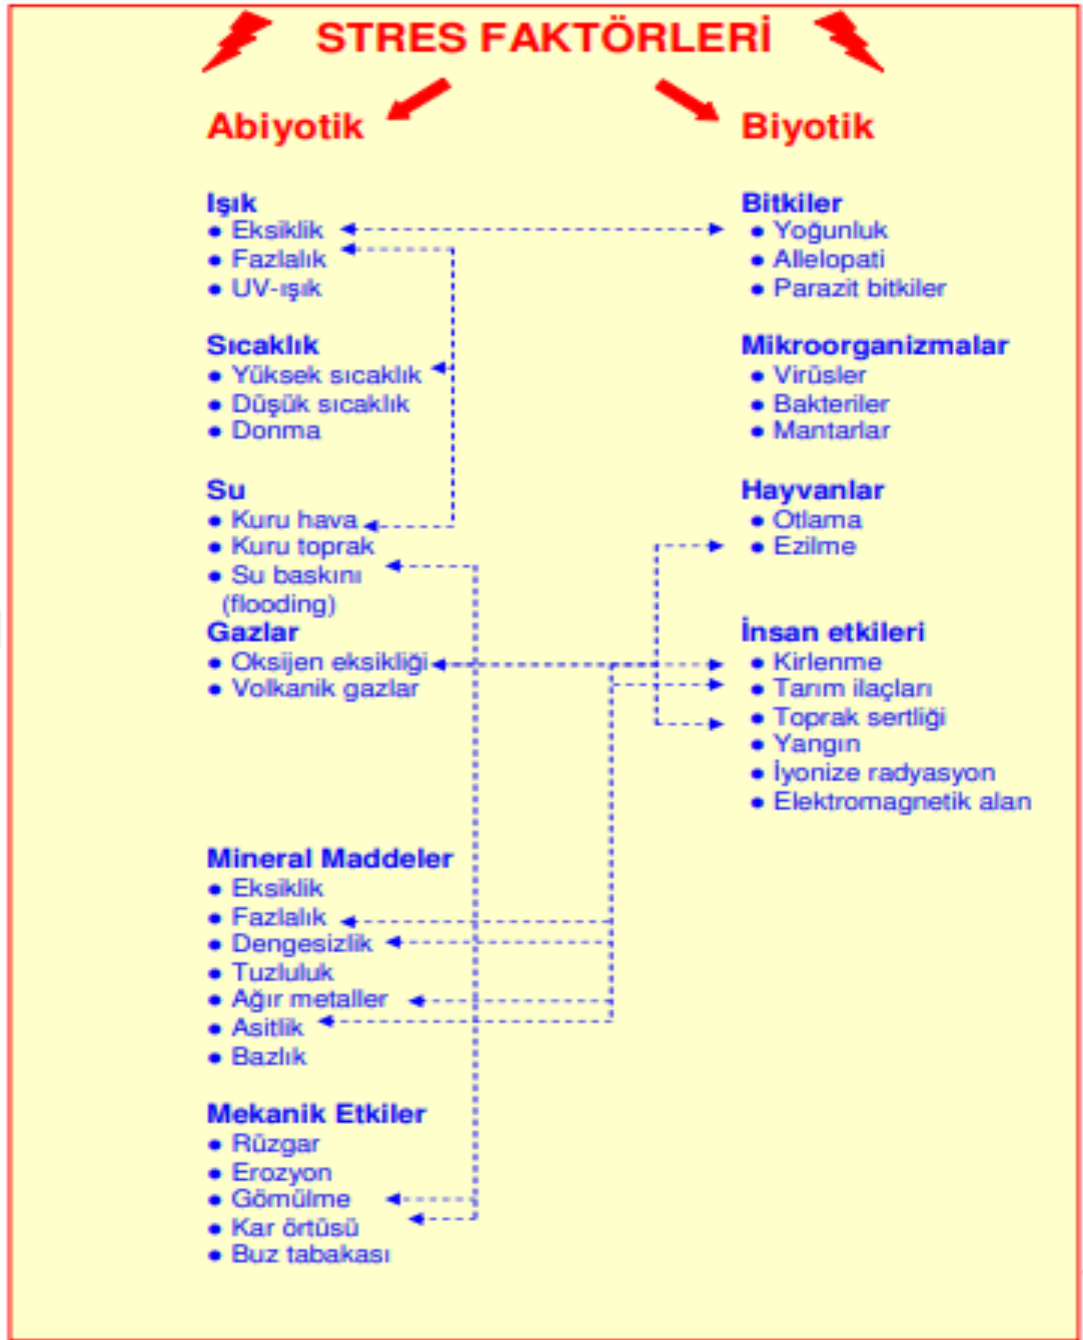 STRES FAKTÖRLERİ
Abiyotik
Işık
● Eksiklik
● Fazlalık
● UV-ışık
Sıcaklık
● Yüksek sıcaklık
● Düşük sıcaklık
● Donma
Su
● Kuru hava
● Kuru toprak
● Su baskını
(flooding)
Gazlar
● Oksijen eksikliği
● Volkanik gazlar
Mineral Maddeler
● Eksiklik
● Fazlalık
● Dengesizlik
● Tuzluluk
● Ağır metaller
● Asitlik
● Bazlık
Mekanik Etkiler
● Rüzgar
● Erozyon
● Gömülme
● Kar örtüsü
● Buz tabakası
Biyotik
Bitkiler
● Yoğunluk
● Allelopati
● Parazit bitkiler
Mikroorganizmalar
● Virüsler
● Bakteriler
● Mantarlar
Hayvanlar
● Otlama
● Ezilme
İnsan etkileri
● Kirlenme
● Tarım ilaçları
● Toprak sertliği
● Yangın
● İyonize radyasyon
● Elektromagnetik alan